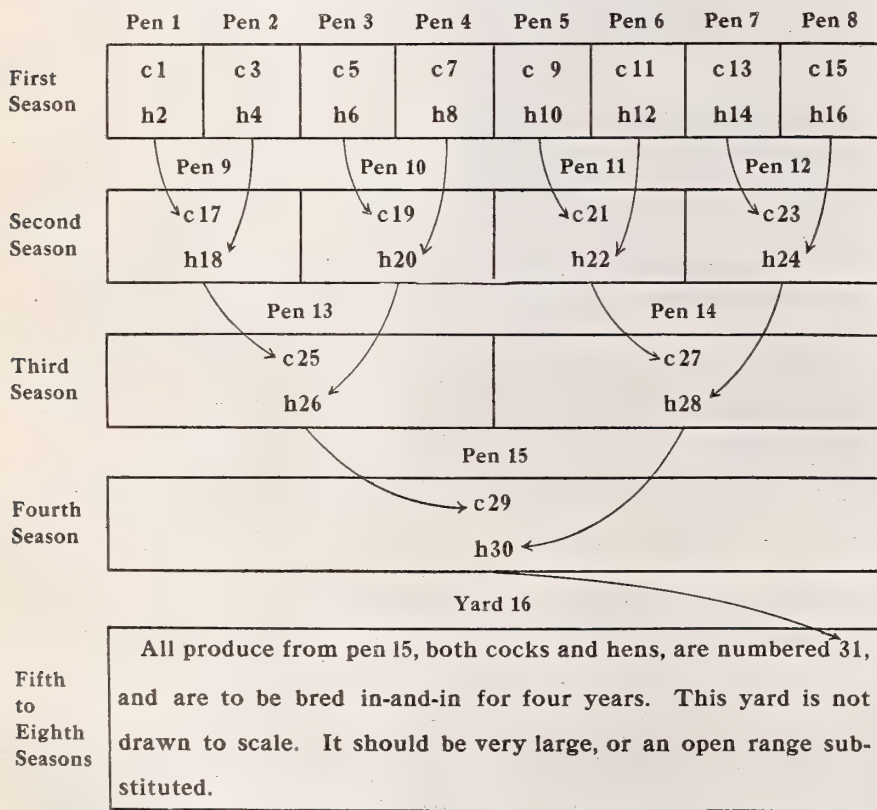 Pen 1 Pen 2 Pen 3 Pen 4 Pen 5 Pen 6 Pen 7 Pen 8
First
Season
c1 c3 c5 c7 c 9 c11 c13 c15
h2 h4 h6 h8 h10 h12 h14 h16
Pen 9 Pen 10 Pen 11 Pen 12
Second
Season
c17 c19 c21 c23
h18 h20 h22 h24
Pen 13 Pen 14
Third
Season
c25 c27
h26 h28
Pen 15
Fourth
Season
c29
h30
Yard 16
Fifth
to
Eighth
Seasons
All produce from pen 15, both cocks and hens, are numbered 31,
and are to be bred in-and-in for four years. This yard is not
drawn to scale. It should be very large, or an open range sub-
stituted.